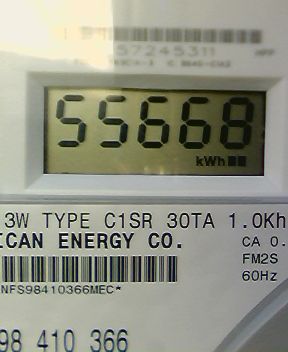 57245311
55668
kWh
3W TYPE C1SR 30TA 1.0Kh
ICAN ENERGY CO.
CA 0.
FM2S
60Hz
NFS98410366MEC*
98 410 366